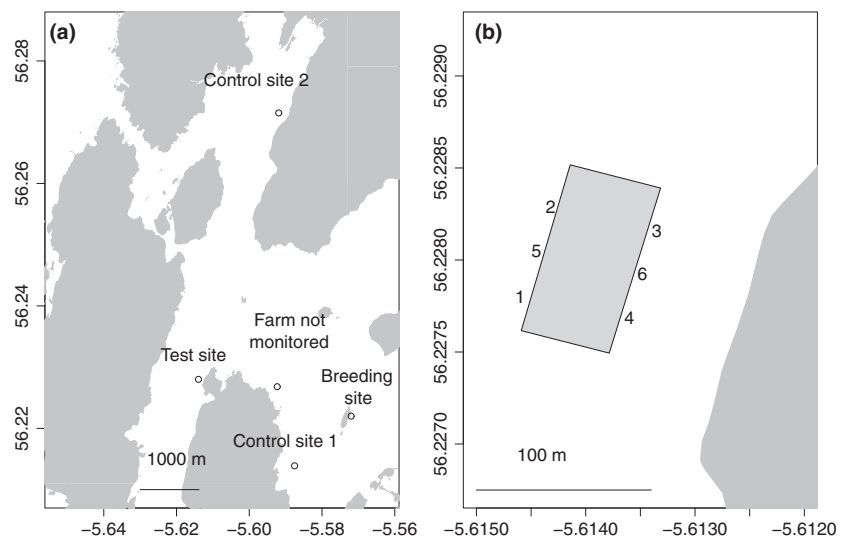 (a)
Control site 2
Farm not
monitored
Test site
Breeding
site
Control site 1
1000 m
56.28
56.26
56.24
56.22
−5.64
−5.62
−5.60
−5.58
−5.56
(b)
2
3
5
6
1
4
100 m
56.2290
56.2285
56.2280
56.2275
56.2270
−5.6150
−5.6140
−5.6130
−5.6120